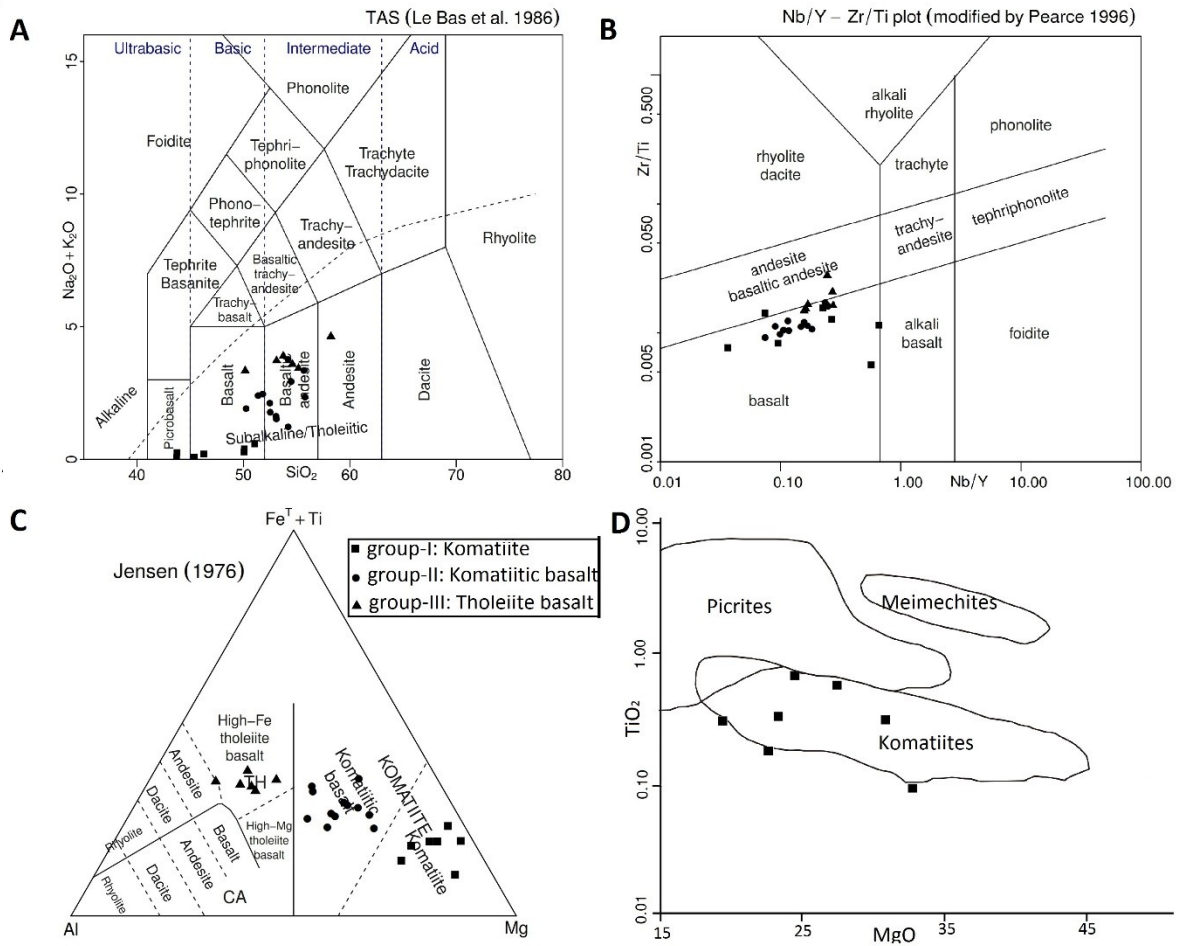 A
TAS (Le Bas et al. 1986)
Ultrabasic Basic Intermediate Acid
15
10
5
0
Na₂O + K₂O
Phonolite
Foidite
Tephri–
phonolite
Trachyte
Trachydacite
Phono–
tephrite
Trachy–
andesite
Rhyolite
Tephrite
Basanite
Basaltic
trachy–
andesite
Trachy–
basalt
Alkaline
Picrobasalt
Basalt
Basaltic
andesite
Andesite
Dacite
Subalkaline/Tholeiitic
40 50 60 70 80
SiO₂
B
Nb/Y – Zr/Ti plot (modified by Pearce 1996)
Zr/Ti
0.500
0.050
0.005
0.001
alkali
rhyolite
phonolite
rhyolite
dacite
trachyte
tephriphonolite
trachy–
andesite
andesite
basaltic andesite
alkali
basalt
foidite
basalt
0.01 0.10 1.00 Nb/Y 10.00 100.00
C
Feᵀ + Ti
Jensen (1976)
group-I: Komatiite
group-II: Komatiitic basalt
group-III: Tholeiite basalt
High–Fe
tholeiite
basalt
TH
Komatiitic
basalt
KOMATIITE
Komatiite
Andesite
Dacite
Rhyolite
High–Mg
tholeiite
basalt
Basalt
Andesite
Dacite
Rhyolite
CA
Al
Mg
D
10.00
1.00
0.10
0.01
TiO₂
Picrites
Meimechites
Komatiites
15 25 35 45
MgO